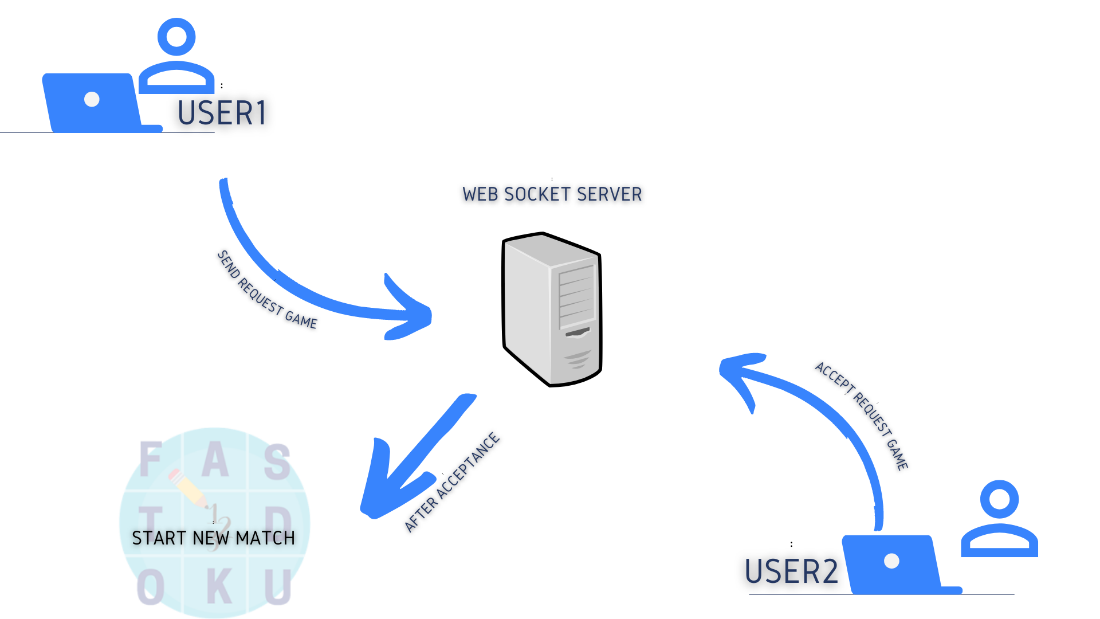 USER1
WEB SOCKET SERVER
SEND REQUEST GAME
ACCEPT REQUEST GAME
AFTER ACCEPTANCE
F A S
T D
START NEW MATCH
O K U
USER2